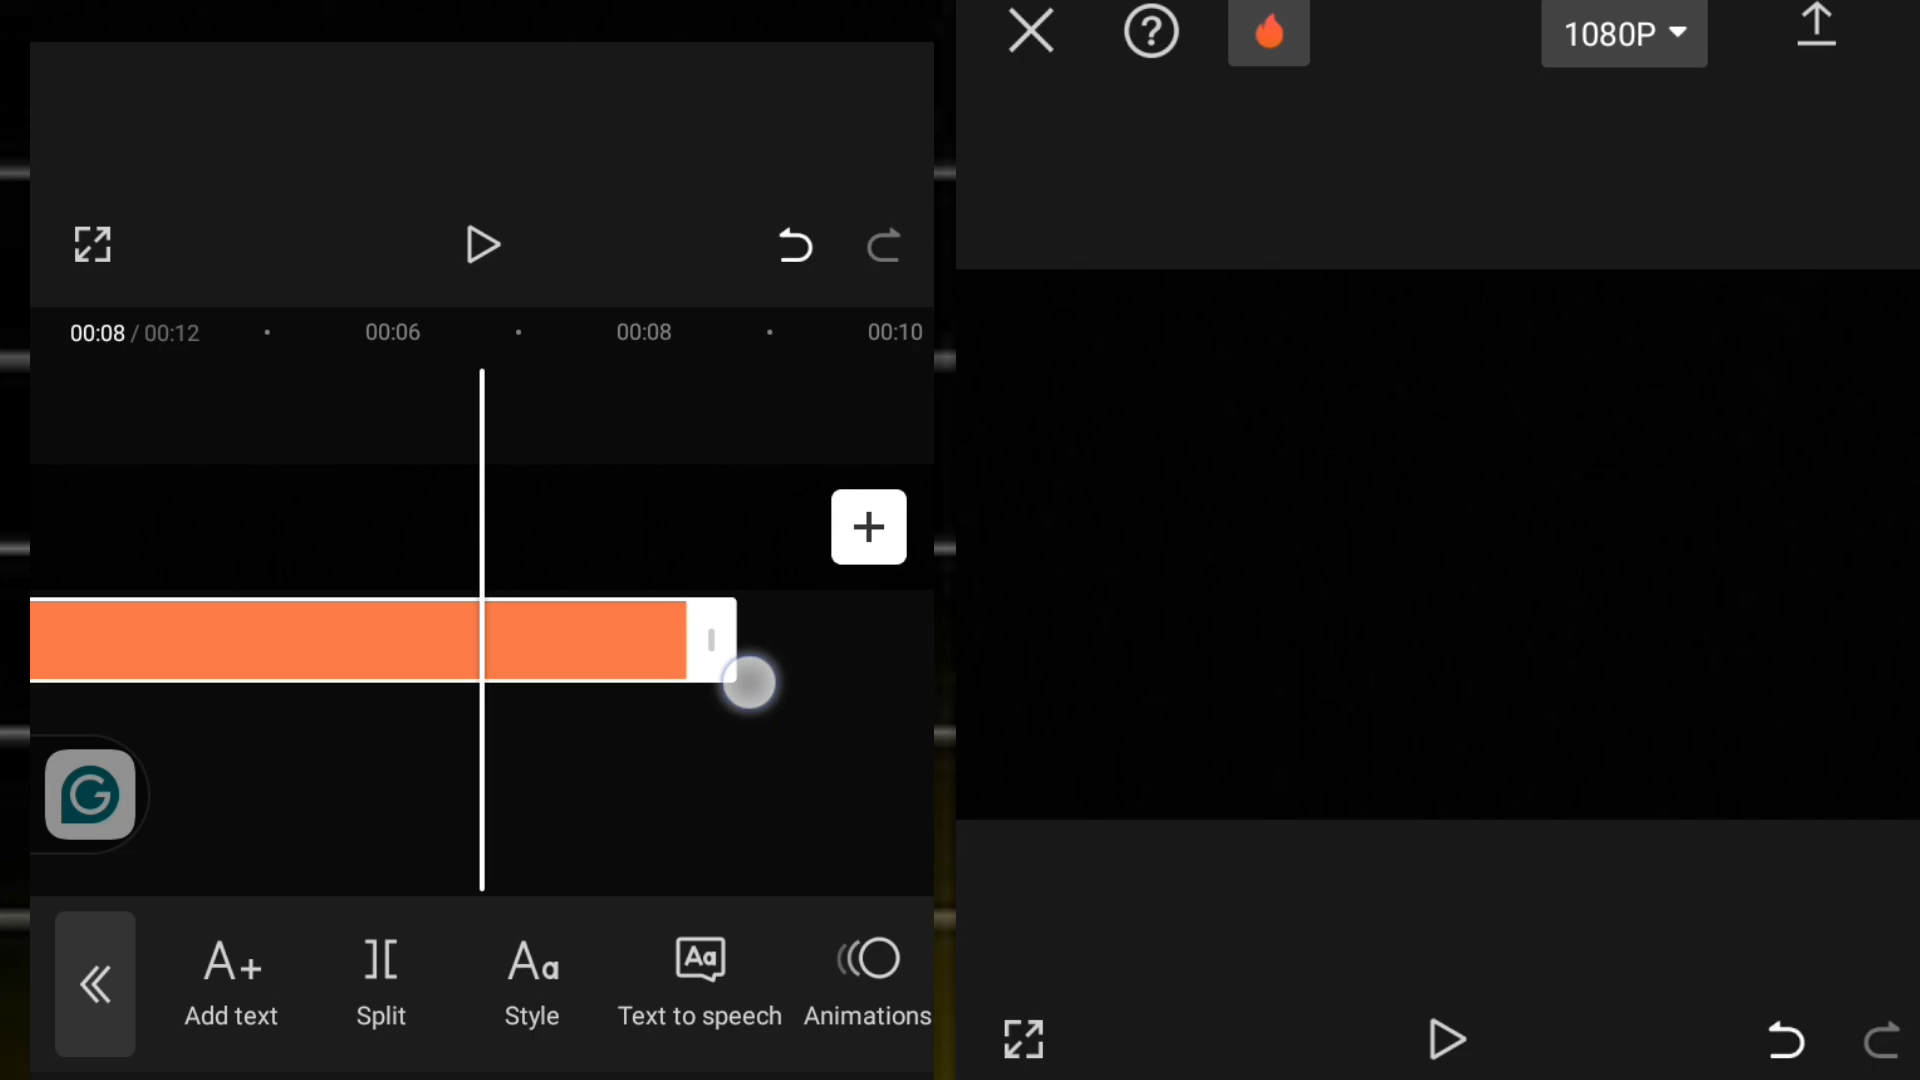 1080P
00:08 / 00:12
00:06
00:08
00:10
Add text
Split
Style
Text to speech
Animations